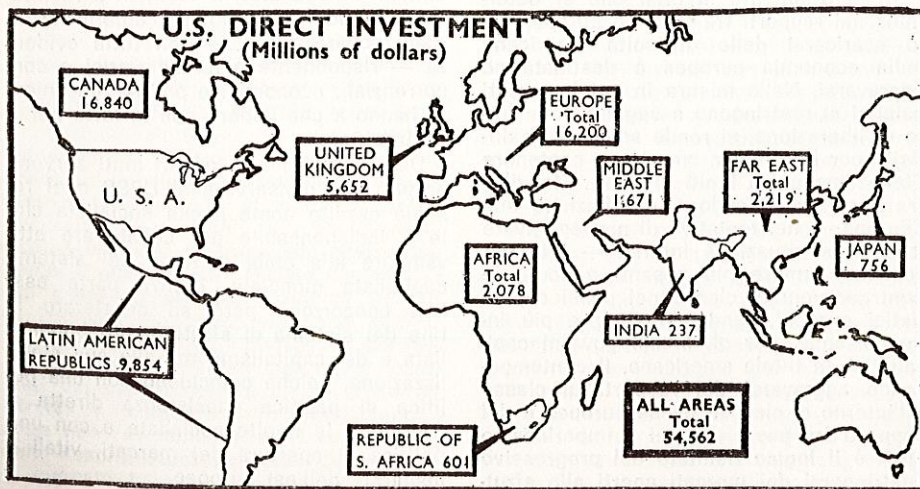 U.S. DIRECT INVESTMENT
(Millions of dollars)
CANADA
16,840
U. S. A.
UNITED
KINGDOM
5,652
EUROPE
Total
16,200
MIDDLE
EAST
1,671
FAR EAST
Total
2,219
JAPAN
756
AFRICA
Total
2,078
INDIA 237
LATIN AMERICAN
REPUBLICS 9,854
REPUBLIC OF
S. AFRICA 601
ALL AREAS
Total
54,562